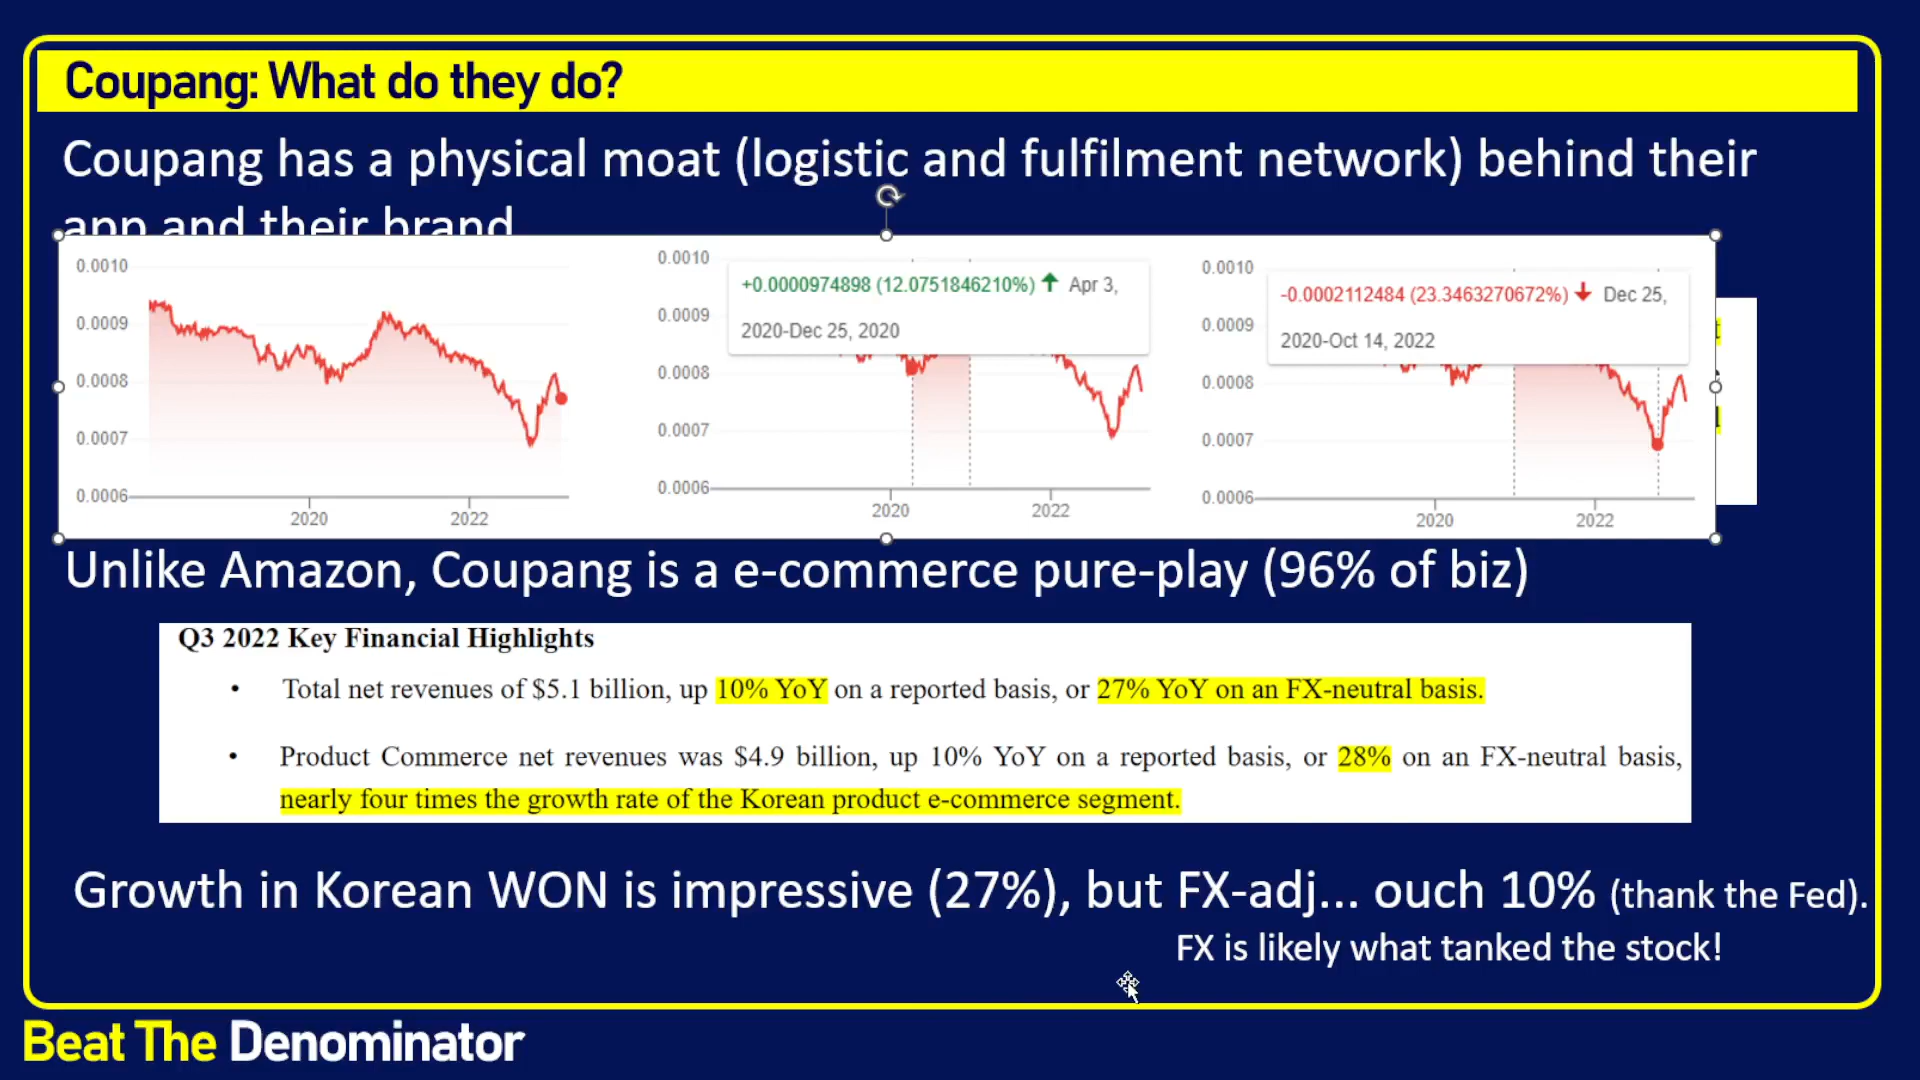 Coupang: What do they do?
Coupang has a physical moat (logistic and fulfilment network) behind their
app and their brand
0.0010
0.0009
0.0008
0.0007
0.0006
2020
2022
0.0010
0.0009
0.0008
0.0007
0.0006
+0.0000974898 (12.0751846210%) ↑ Apr 3,
2020-Dec 25, 2020
2020
2022
0.0010
0.0009
0.0008
0.0007
0.0006
-0.0002112484 (23.3463270672%) ↓ Dec 25,
2020-Oct 14, 2022
2020
2022
Unlike Amazon, Coupang is a e-commerce pure-play (96% of biz)
Q3 2022 Key Financial Highlights
• Total net revenues of $5.1 billion, up 10% YoY on a reported basis, or 27% YoY on an FX-neutral basis.
• Product Commerce net revenues was $4.9 billion, up 10% YoY on a reported basis, or 28% on an FX-neutral basis,
nearly four times the growth rate of the Korean product e-commerce segment.
Growth in Korean WON is impressive (27%), but FX-adj... ouch 10% (thank the Fed).
FX is likely what tanked the stock!
Beat The Denominator